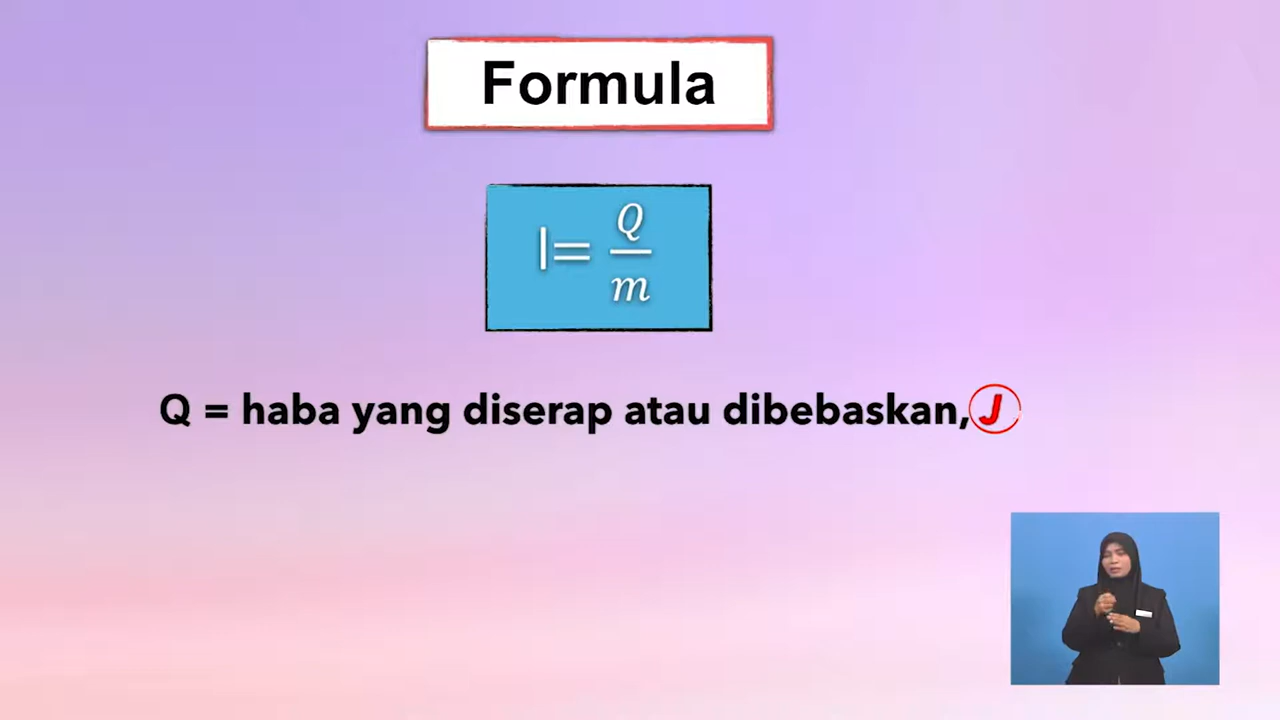 Formula
l= Q/m
Q = haba yang diserap atau dibebaskan, J